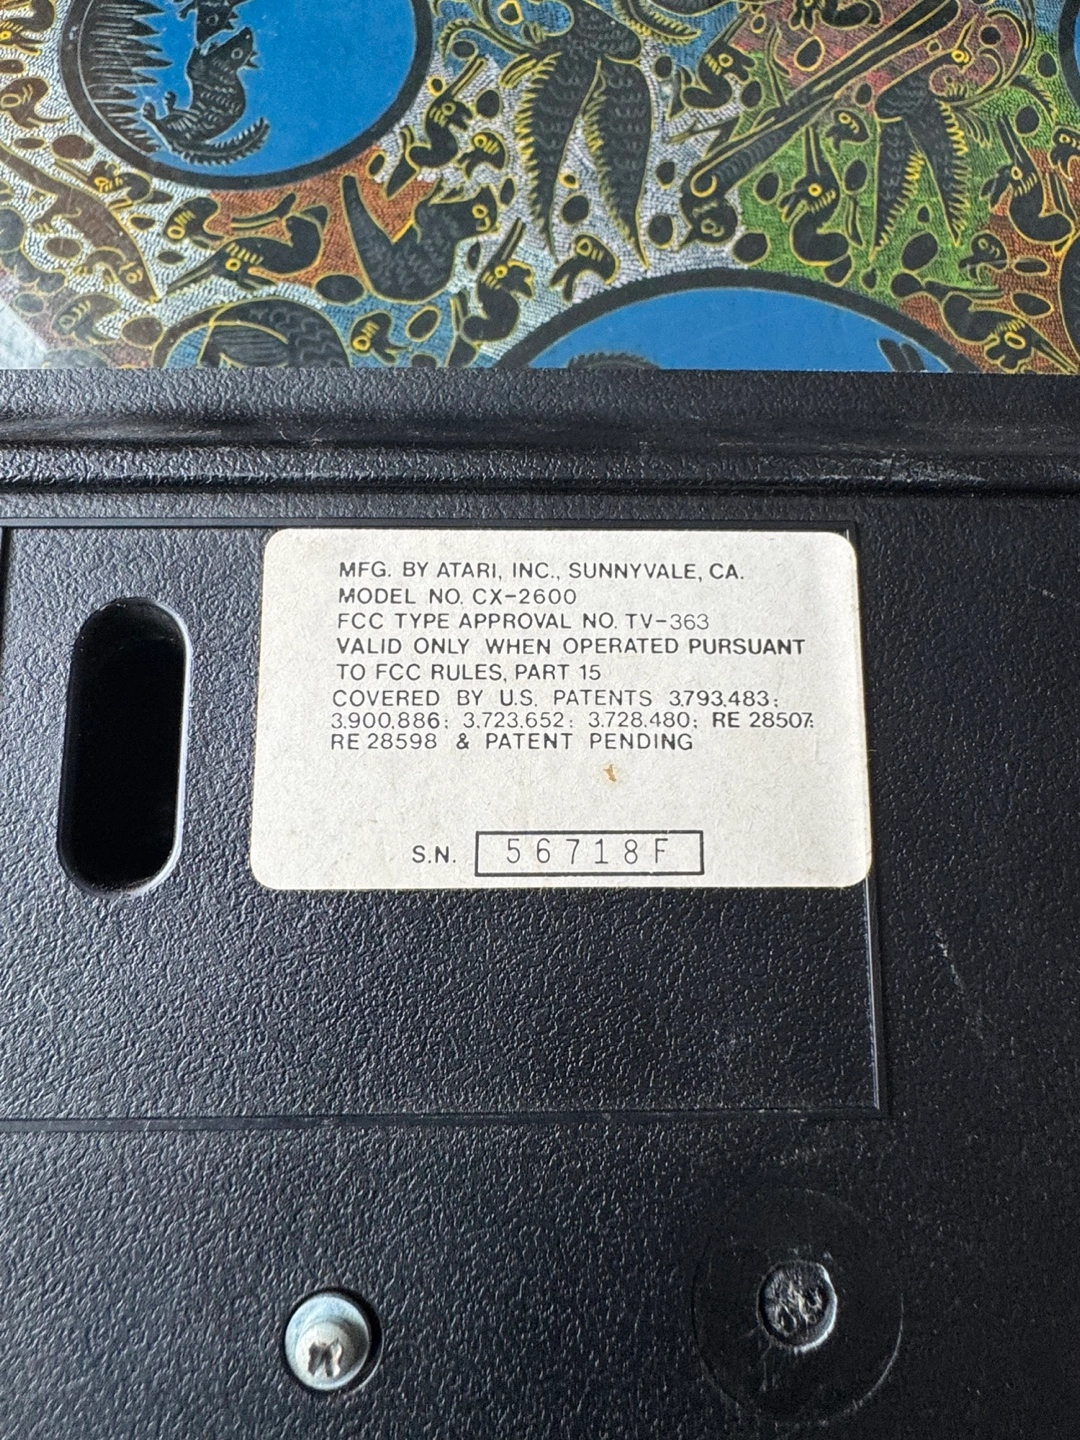 MFG. BY ATARI, INC., SUNNYVALE, CA.
MODEL NO. CX-2600
FCC TYPE APPROVAL NO. TV-363
VALID ONLY WHEN OPERATED PURSUANT
TO FCC RULES, PART 15
COVERED BY U.S. PATENTS 3,793,483;
3,900,886; 3,723,652; 3,728,480; RE 28507;
RE 28598 & PATENT PENDING
S.N. 56718F